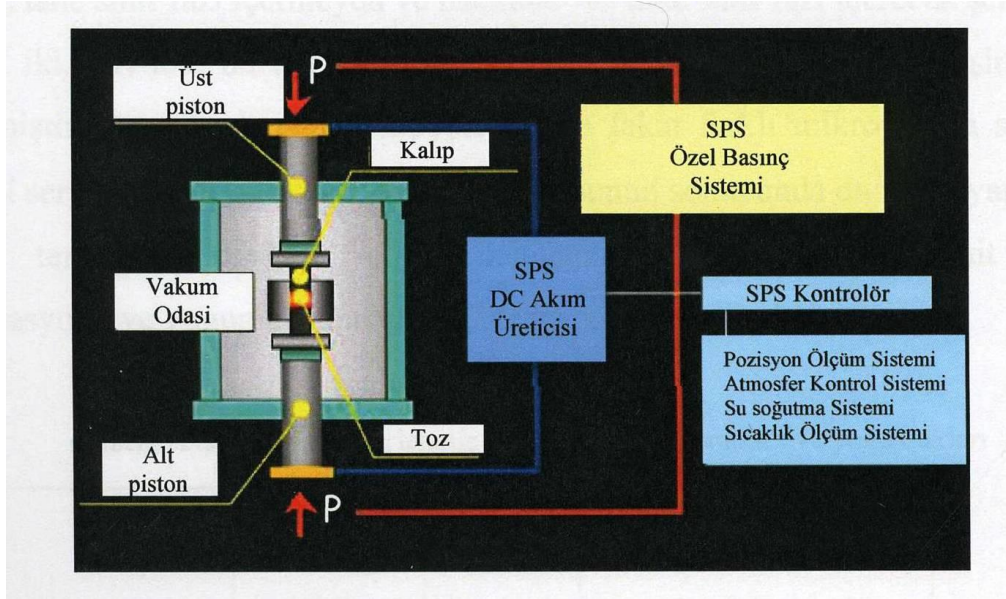 Üst
piston
P
Kalıp
SPS
Özel Basınç
Sistemi
Vakum
Odasi
SPS
DC Akım
Üreticisi
SPS Kontrolör
Pozisyon Ölçüm Sistemi
Atmosfer Kontrol Sistemi
Su soğutma Sistemi
Sıcaklık Ölçüm Sistemi
Toz
Alt
piston
P